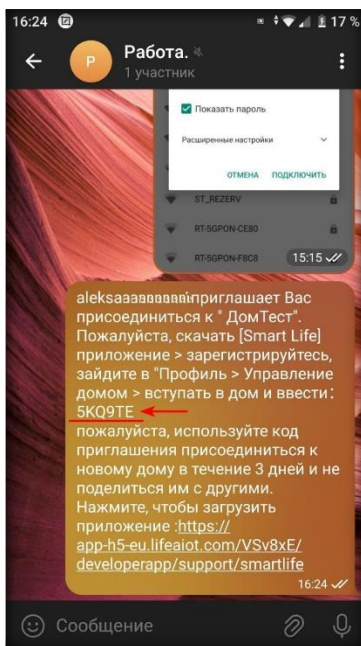 16:24
17 %
Р
Работа.
1 участник
Показать пароль
Расширенные настройки
ОТМЕНА ПОДКЛЮЧИТЬ
ST_REZERV
RT-5GPON-CE80
RT-5GPON-F8C8
15:15
приглашает Вас
присоединиться к " ДомТест".
Пожалуйста, скачать [Smart Life]
приложение > зарегистрируйтесь,
зайдите в "Профиль > Управление
домом > вступать в дом и ввести:
5KQ9TE
пожалуйста, используйте код
приглашения присоединиться к
новому дому в течение 3 дней и не
поделиться им с другими.
Нажмите, чтобы загрузить
приложение :https://
app-h5-eu.lifeaiot.com/VSv8xE/
developerapp/support/smartlife
16:24
Сообщение